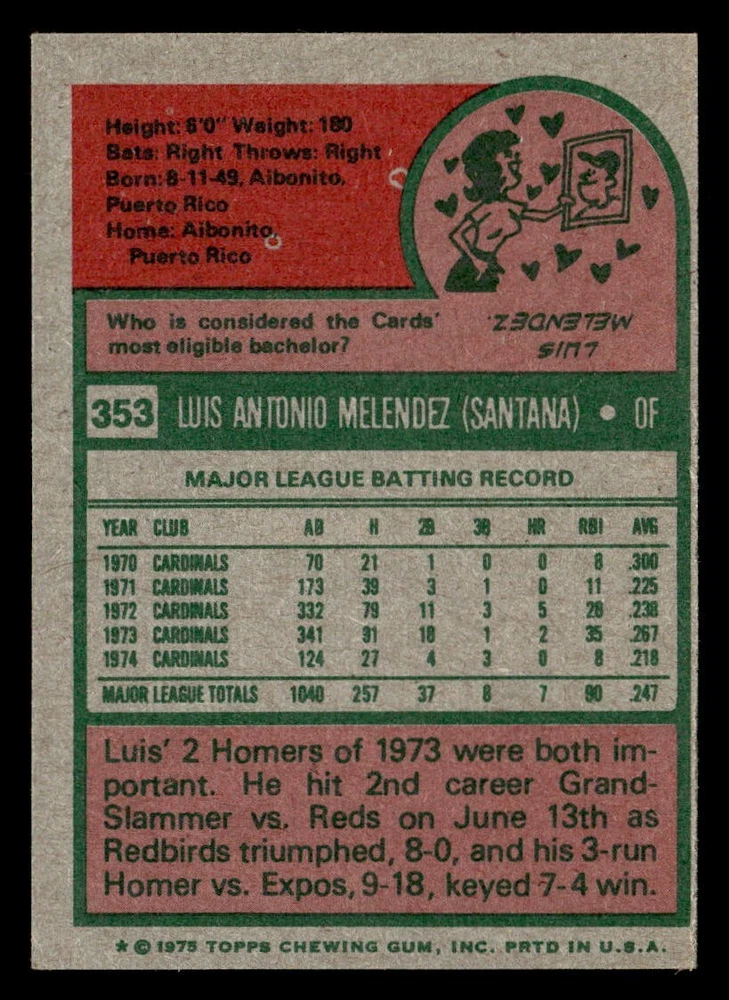 Height: 6'0" Weight: 180
Bats: Right Throws: Right
Born: 8-11-49, Aibonito,
Puerto Rico
Home: Aibonito,
Puerto Rico
Who is considered the Cards'
most eligible bachelor?
LUIS
MELENDEZ.
353 LUIS ANTONIO MELENDEZ (SANTANA) • OF
MAJOR LEAGUE BATTING RECORD
YEAR CLUB AB H 2B 3B HR RBI AVG
1970 CARDINALS 70 21 1 0 0 8 .300
1971 CARDINALS 173 39 3 1 0 11 .225
1972 CARDINALS 332 79 11 3 5 28 .238
1973 CARDINALS 341 91 18 1 2 35 .267
1974 CARDINALS 124 27 4 3 0 8 .218
MAJOR LEAGUE TOTALS 1040 257 37 8 7 90 .247
Luis' 2 Homers of 1973 were both im-
portant. He hit 2nd career Grand-
Slammer vs. Reds on June 13th as
Redbirds triumphed, 8-0, and his 3-run
Homer vs. Expos, 9-18, keyed 7-4 win.
* © 1975 TOPPS CHEWING GUM, INC. PRTD IN U.S.A.